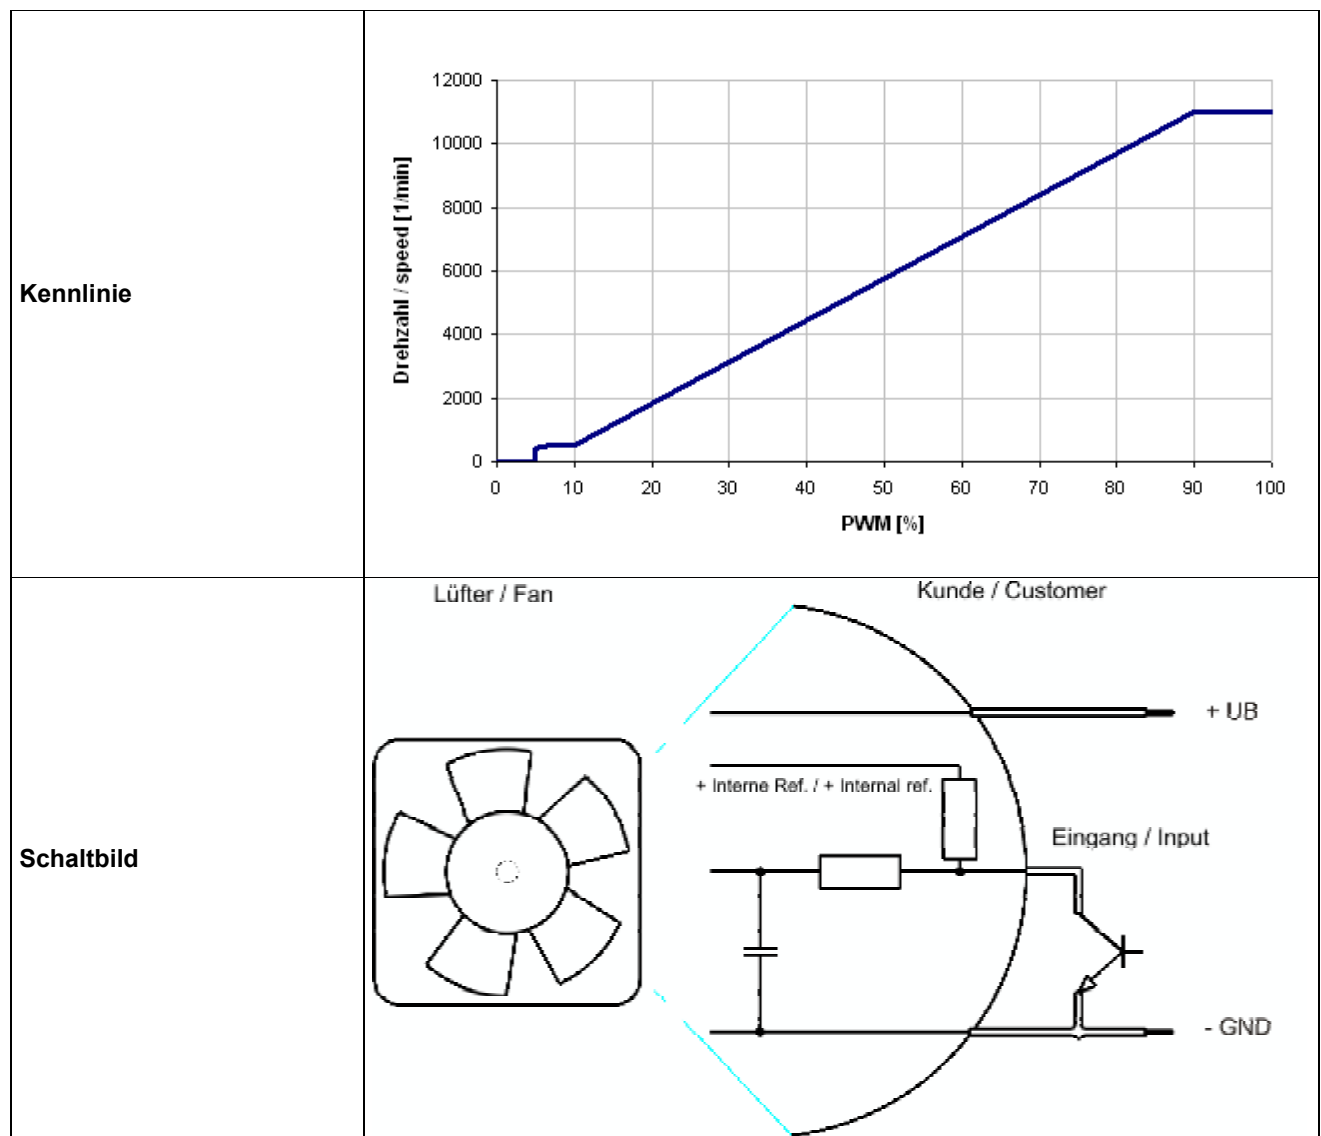 Kennlinie
12000
10000
8000
6000
4000
2000
0
Drehzahl / speed [1/min]
0 10 20 30 40 50 60 70 80 90 100
PWM [%]
Schaltbild
Lüfter / Fan
Kunde / Customer
+ UB
+ Interne Ref. / + Internal ref.
Eingang / Input
- GND